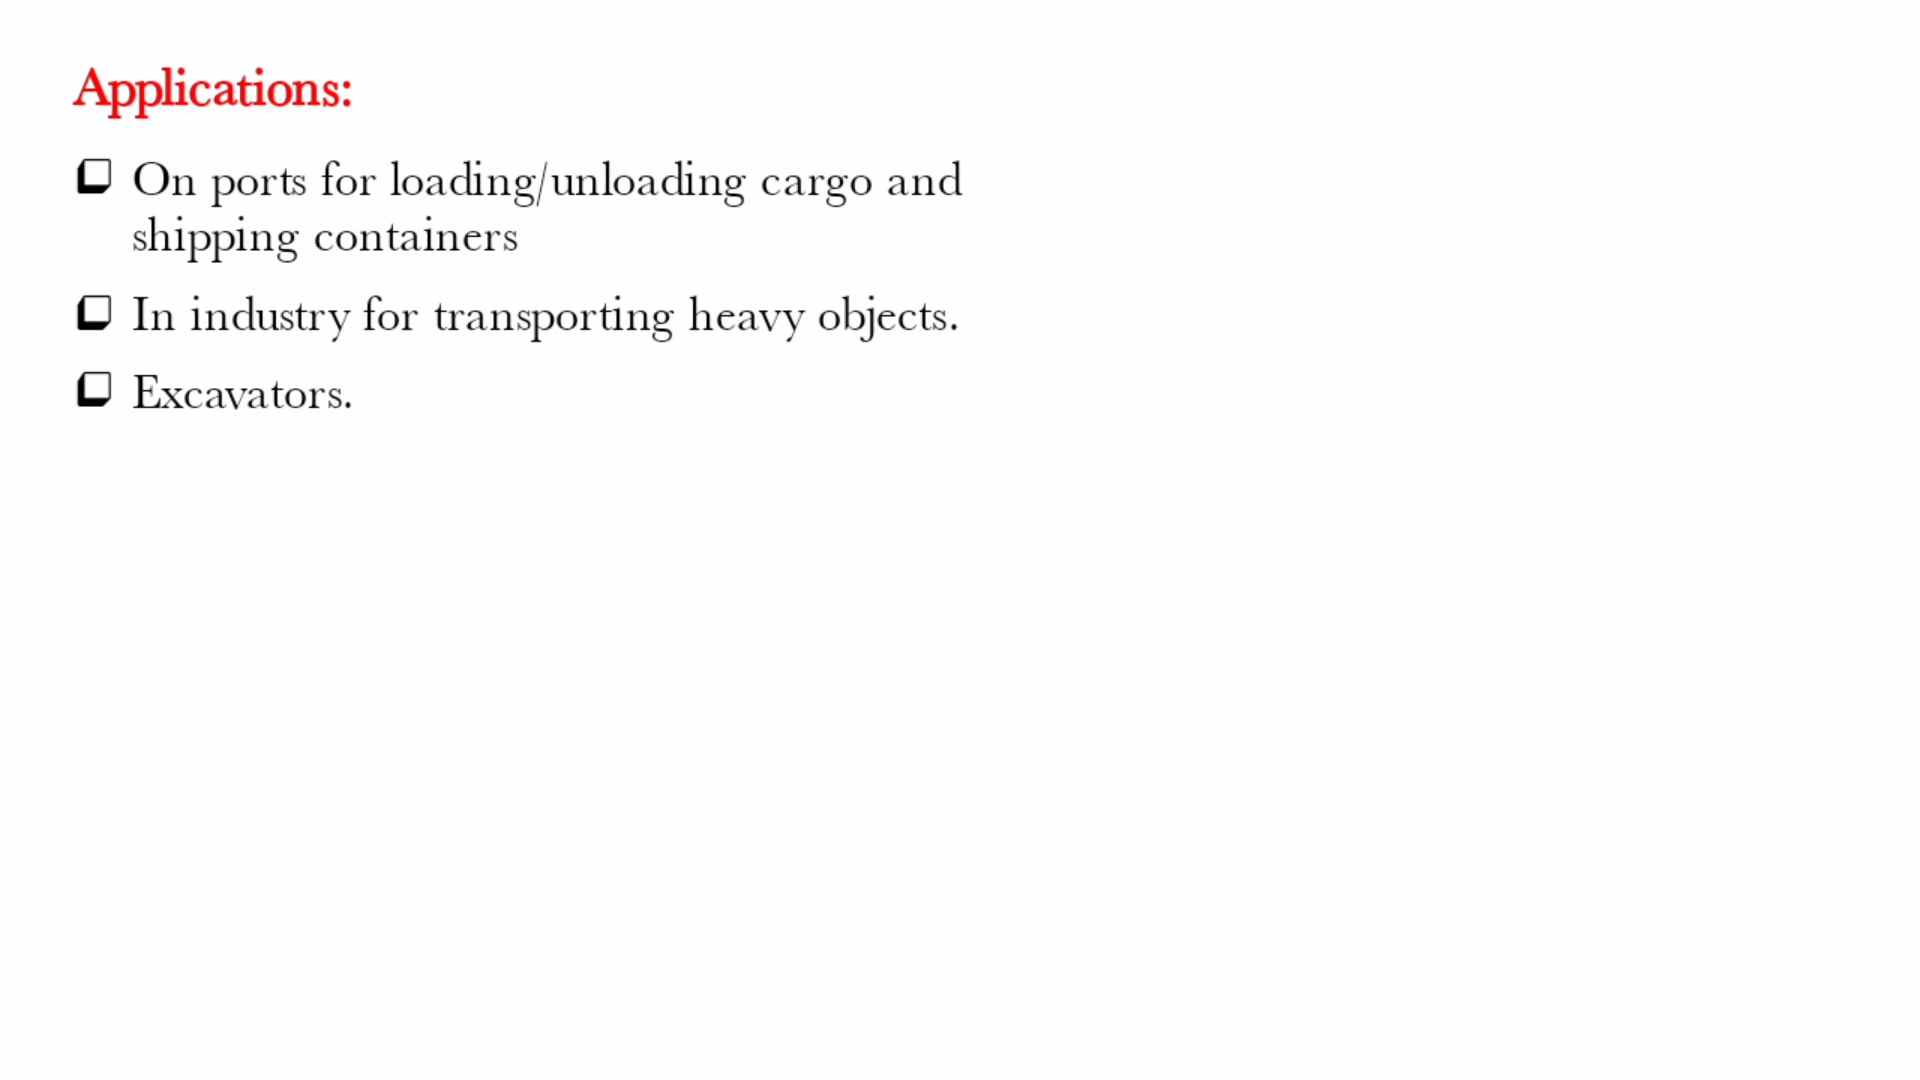 Applications:
❑ On ports for loading/unloading cargo and
shipping containers
❑ In industry for transporting heavy objects.
❑ Excavators.